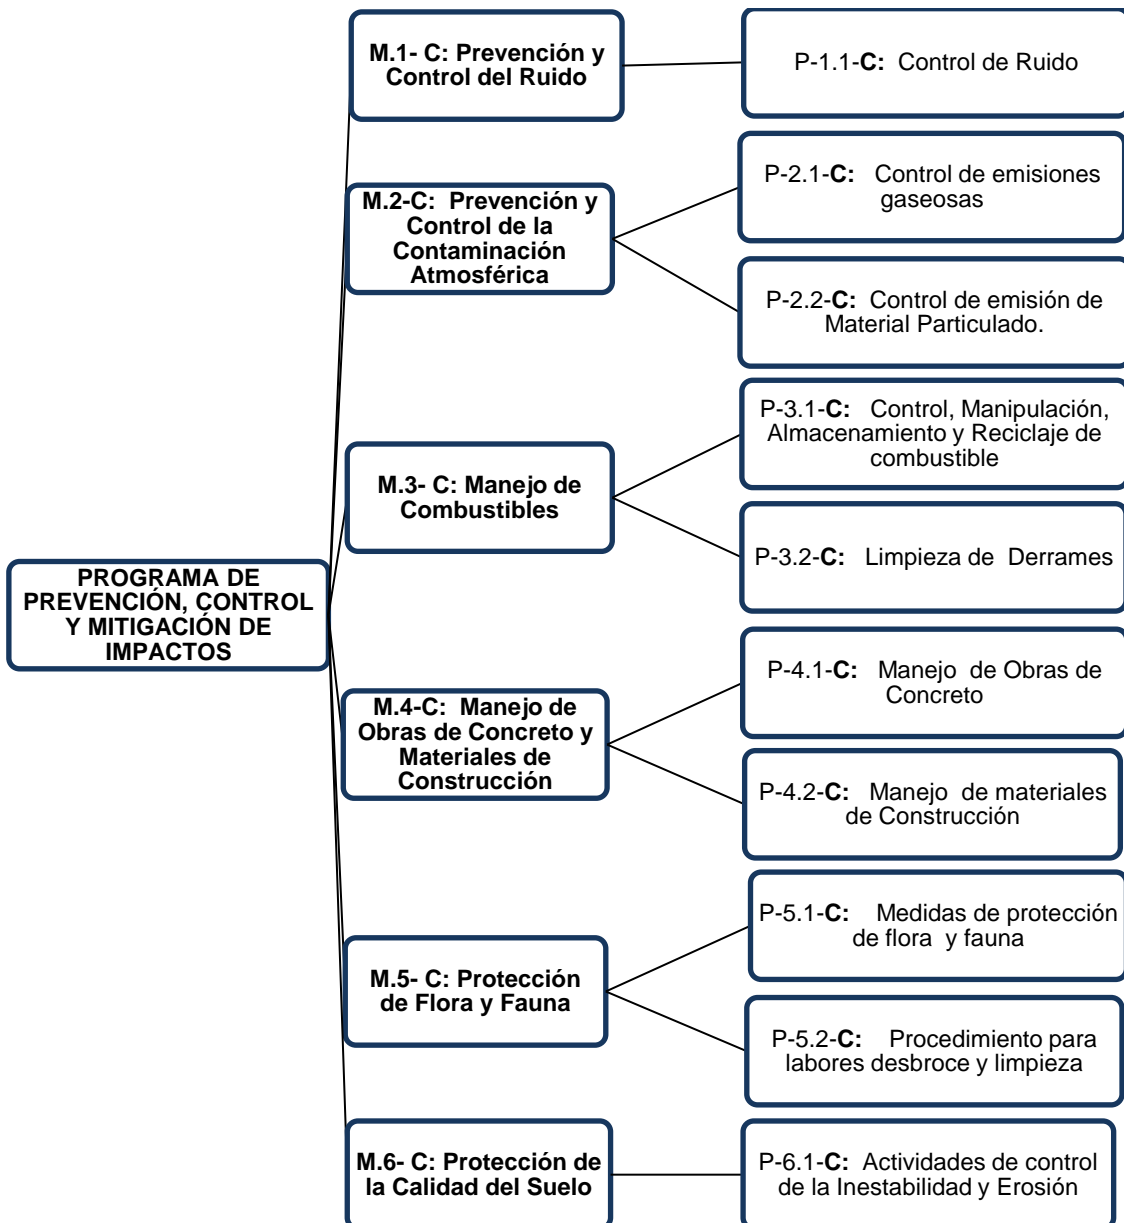 PROGRAMA DE
PREVENCIÓN, CONTROL
Y MITIGACIÓN DE
IMPACTOS
M.1- C: Prevención y
Control del Ruido
P-1.1-C:  Control de Ruido
M.2-C:  Prevención y
Control de la
Contaminación
Atmosférica
P-2.1-C:   Control de emisiones
gaseosas
P-2.2-C:  Control de emisión de
Material Particulado.
M.3- C: Manejo de
Combustibles
P-3.1-C:   Control, Manipulación,
Almacenamiento y Reciclaje de
combustible
P-3.2-C:   Limpieza de  Derrames
M.4-C:  Manejo de
Obras de Concreto y
Materiales de
Construcción
P-4.1-C:   Manejo  de Obras de
Concreto
P-4.2-C:   Manejo  de materiales
de Construcción
M.5- C: Protección
de Flora y Fauna
P-5.1-C:    Medidas de protección
de flora  y fauna
P-5.2-C:    Procedimiento para
labores desbroce y limpieza
M.6- C: Protección de
la Calidad del Suelo
P-6.1-C:  Actividades de control
de la Inestabilidad y Erosión